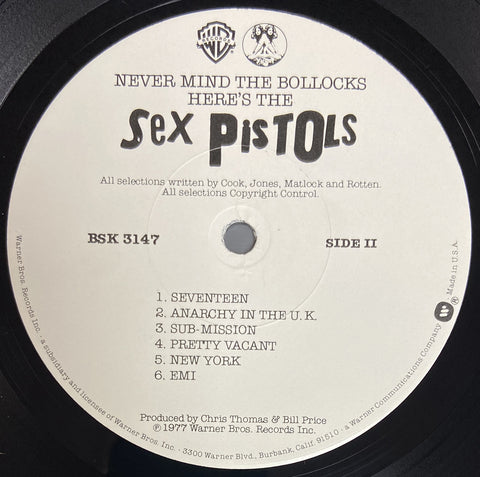 WB
RECORDS
NEVER MIND THE BOLLOCKS
HERE'S THE
SEX PISTOLS
All selections written by Cook, Jones, Matlock and Rotten.
All selections Copyright Control.
BSK 3147
SIDE II
1. SEVENTEEN
2. ANARCHY IN THE U.K.
3. SUB-MISSION
4. PRETTY VACANT
5. NEW YORK
6. EMI
Produced by Chris Thomas & Bill Price
℗ 1977 Warner Bros. Records Inc.
Warner Bros. Records Inc. · a subsidiary and licensee of Warner Bros. Inc. · 3300 Warner Blvd., Burbank, Calif. 91510 · a Warner Communications Company ® Made in U.S.A.